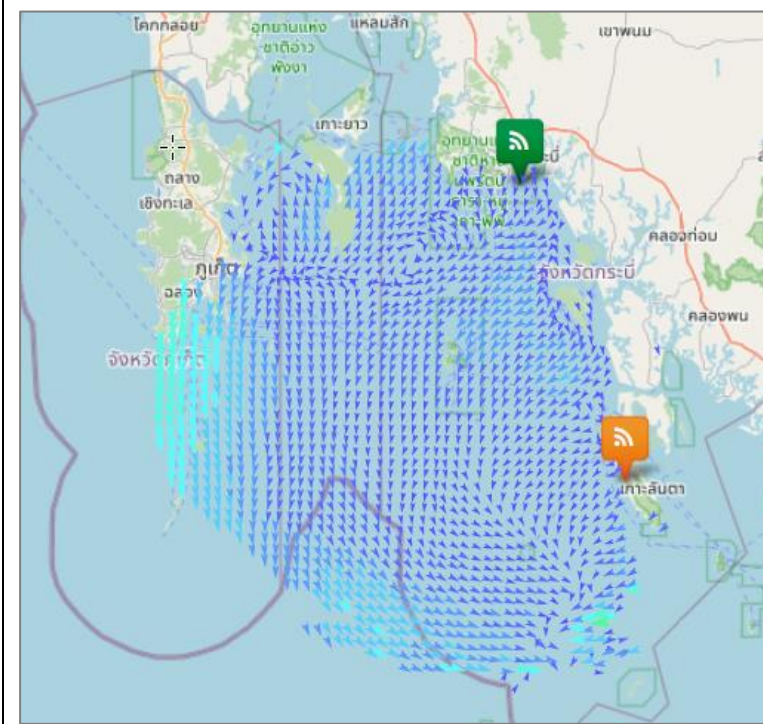 โคกกลอย
อุทยานแห่ง
ชาติอ่าว
พังงา
แหลมสัก
เขาพนม
เกาะยาว
ถลาง
เชิงทะเล
ภูเก็ต
ฉลอง
คลองท่อม
จังหวัดกระบี่
คลองพน
เกาะลันตา